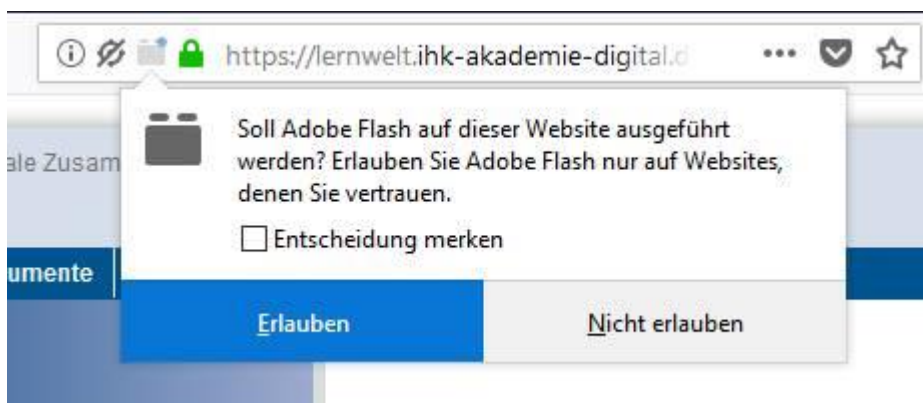 https://lernwelt.ihk-akademie-digital.d
Soll Adobe Flash auf dieser Website ausgeführt
werden? Erlauben Sie Adobe Flash nur auf Websites,
denen Sie vertrauen.
ale Zusam
Entscheidung merken
umente
Erlauben
Nicht erlauben